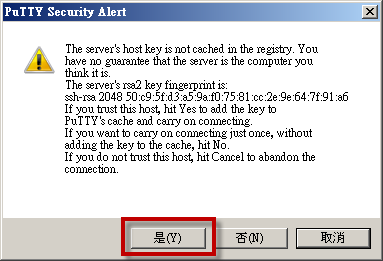 PuTTY Security Alert
The server's host key is not cached in the registry. You
have no guarantee that the server is the computer you
think it is.
The server's rsa2 key fingerprint is:
ssh-rsa 2048 50:c9:5f:d3:a5:9a:f0:75:81:cc:2e:9e:64:7f:91:a6
If you trust this host, hit Yes to add the key to
PuTTY's cache and carry on connecting.
If you want to carry on connecting just once, without
adding the key to the cache, hit No.
If you do not trust this host, hit Cancel to abandon the
connection.
是(Y) 否(N) 取消